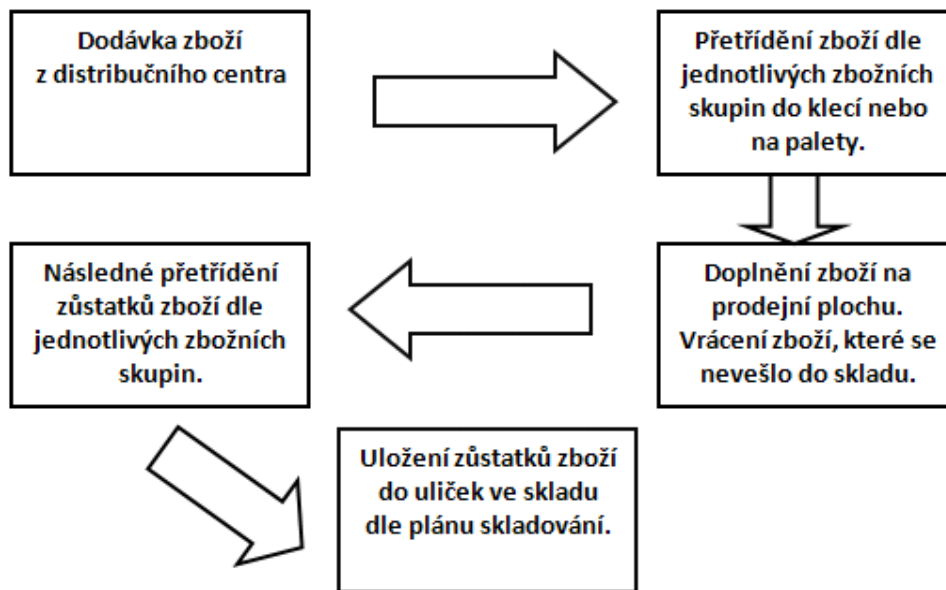 Dodávka zboží
z distribučního centra
Přetřídění zboží dle
jednotlivých zbožních
skupin do klecí nebo
na palety.
Doplnění zboží na
prodejní plochu.
Vrácení zboží, které se
nevešlo do skladu.
Následné přetřídění
zůstatků zboží dle
jednotlivých zbožních
skupin.
Uložení zůstatků zboží
do uliček ve skladu
dle plánu skladování.